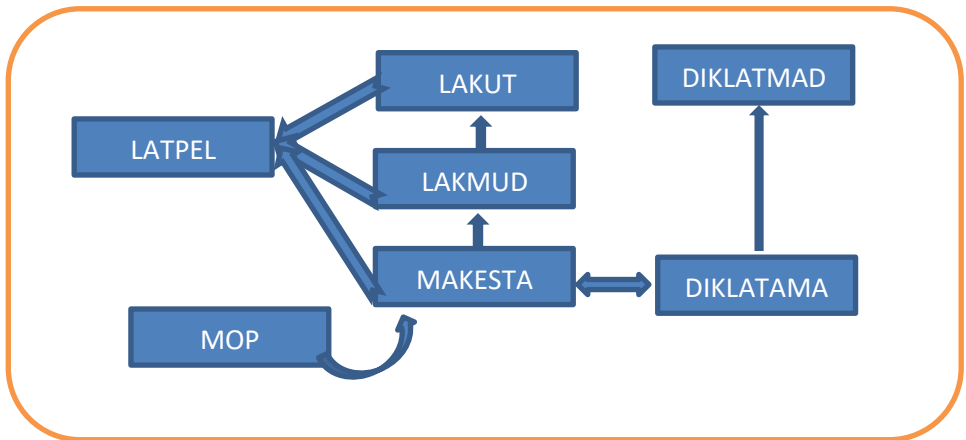 LAKUT
DIKLATMAD
LATPEL
LAKMUD
MAKESTA
DIKLATAMA
MOP